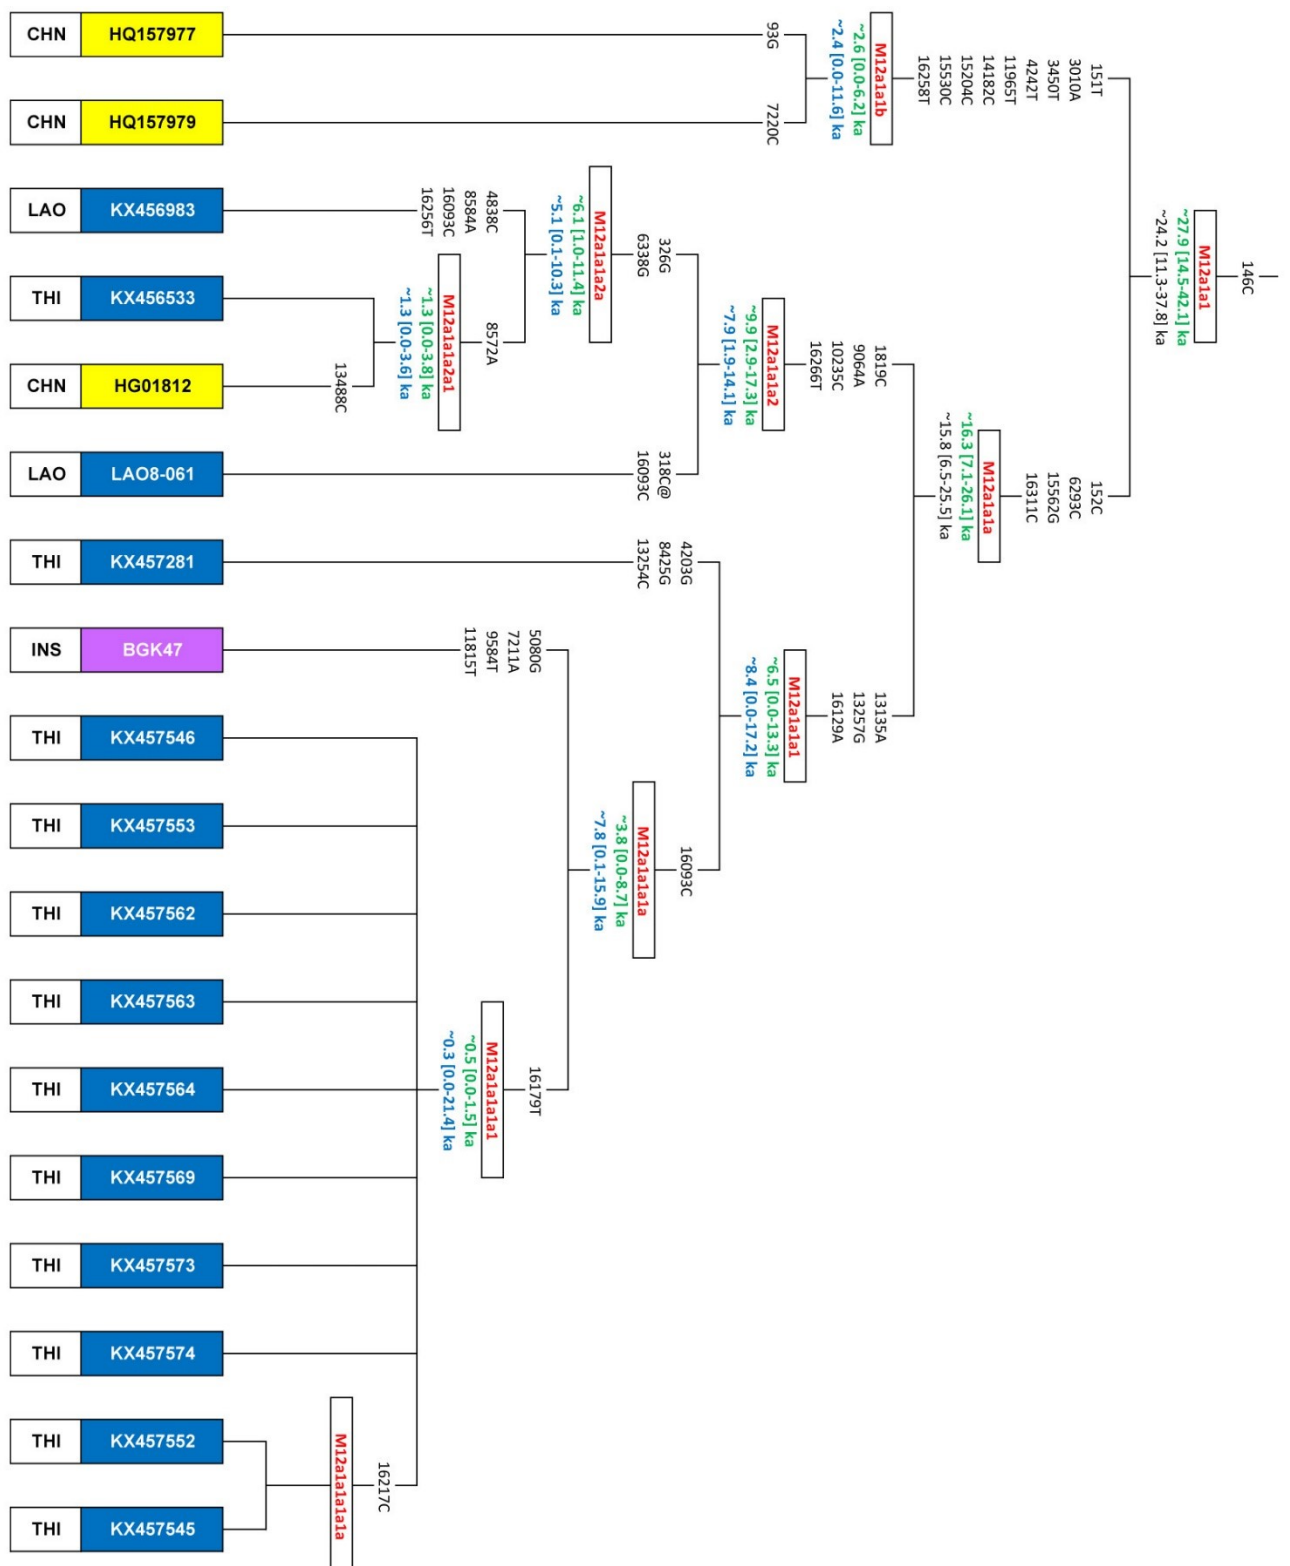 146C
M12a1a1
~27.9 [14.5-42.1] ka
~24.2 [11.3-37.8] ka
151T
3010A
3450T
4242T
11965T
14182C
15204C
15530C
16258T
M12a1a1b
~2.6 [0.0-6.2] ka
~2.4 [0.0-11.6] ka
93G
CHN HQ157977
7220C
CHN HQ157979
152C
6293C
15562G
16311C
M12a1a1a
~16.3 [7.1-26.1] ka
~15.8 [6.5-25.5] ka
1819C
9064A
10235C
16266T
M12a1a1a2
~9.9 [2.9-17.3] ka
~7.9 [1.9-14.1] ka
326G
6338G
M12a1a1a2a
~6.1 [1.0-11.4] ka
~5.1 [0.1-10.3] ka
4838C
8584A
16093C
16256T
LAO KX456983
8572A
M12a1a1a2a1
~1.3 [0.0-3.8] ka
~1.3 [0.0-3.6] ka
THI KX456533
13488C
CHN HG01812
318C@
16093C
LAO LAO8-061
13135A
13257G
16129A
M12a1a1a1
~6.5 [0.0-13.3] ka
~8.4 [0.0-17.2] ka
4203G
8425G
13254C
THI KX457281
16093C
M12a1a1a1a
~3.8 [0.0-8.7] ka
~7.8 [0.1-15.9] ka
5080G
7211A
9584T
11815T
INS BGK47
16179T
M12a1a1a1a1
~0.5 [0.0-1.5] ka
~0.3 [0.0-21.4] ka
THI KX457546
THI KX457553
THI KX457562
THI KX457563
THI KX457564
THI KX457569
THI KX457573
THI KX457574
16217C
M12a1a1a1a1a
THI KX457552
THI KX457545